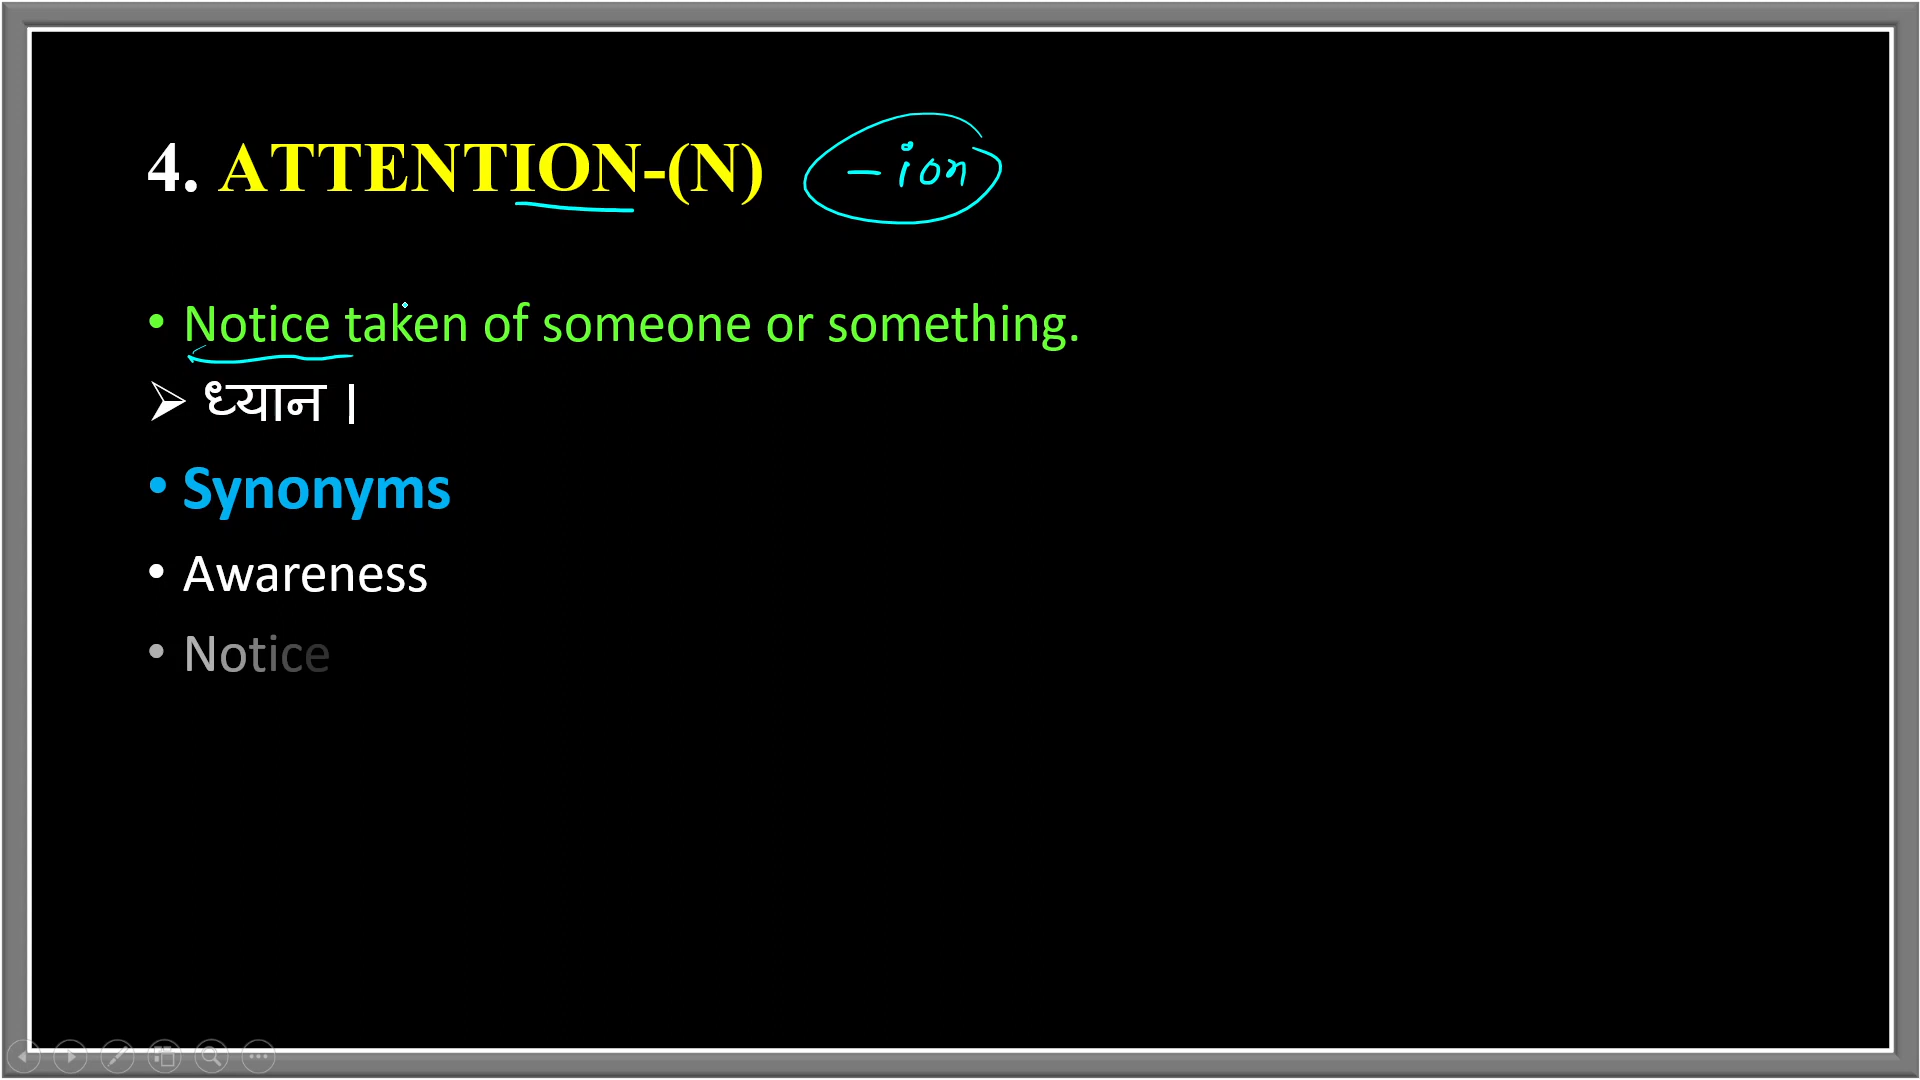 4. ATTENTION-(N) -ion
• Notice taken of someone or something.
➢ ध्यान ।
• Synonyms
• Awareness
• Notice